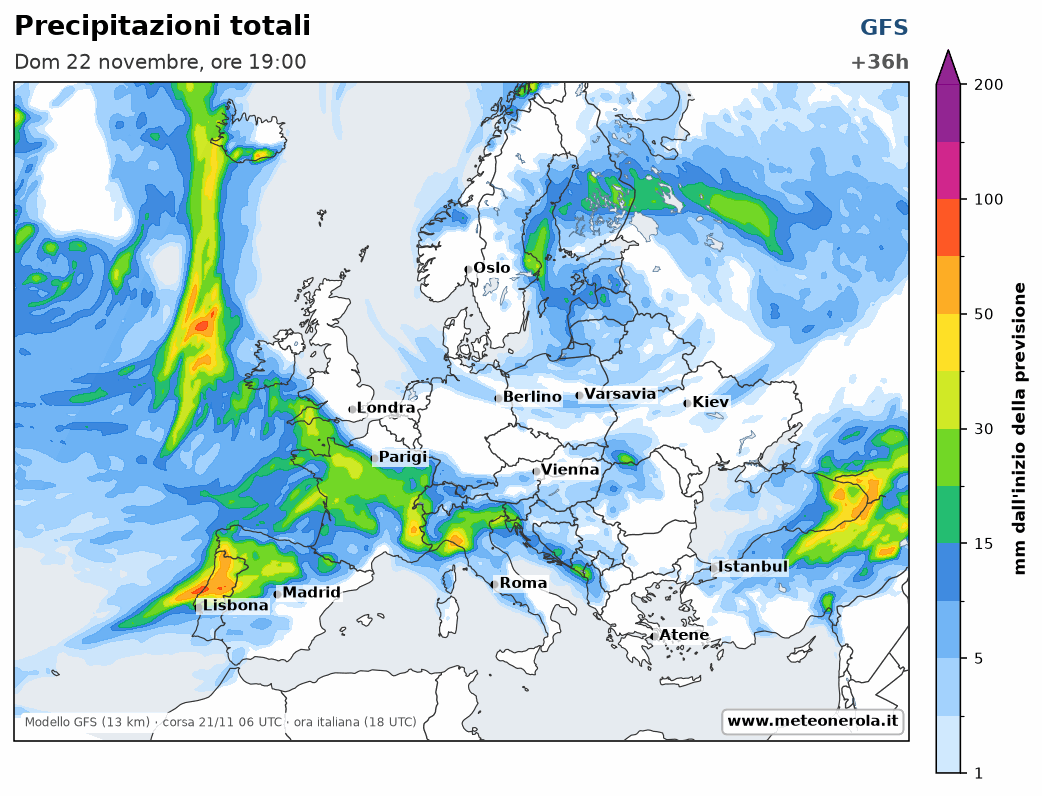 Precipitazioni totali
GFS
Dom 22 novembre, ore 19:00
+36h
200
100
50
30
15
5
1
mm dall'inizio della previsione
Oslo
Londra
Berlino
Varsavia
Kiev
Parigi
Vienna
Istanbul
Roma
Madrid
Lisbona
Atene
Modello GFS (13 km) · corsa 21/11 06 UTC · ora italiana (18 UTC)
www.meteonerola.it